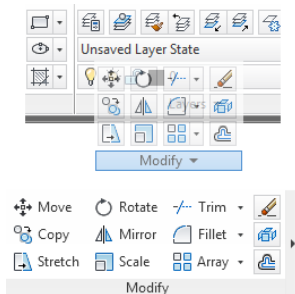 Unsaved Layer State
Layers
Modify
Move Rotate Trim
Copy Mirror Fillet
Stretch Scale Array
Modify